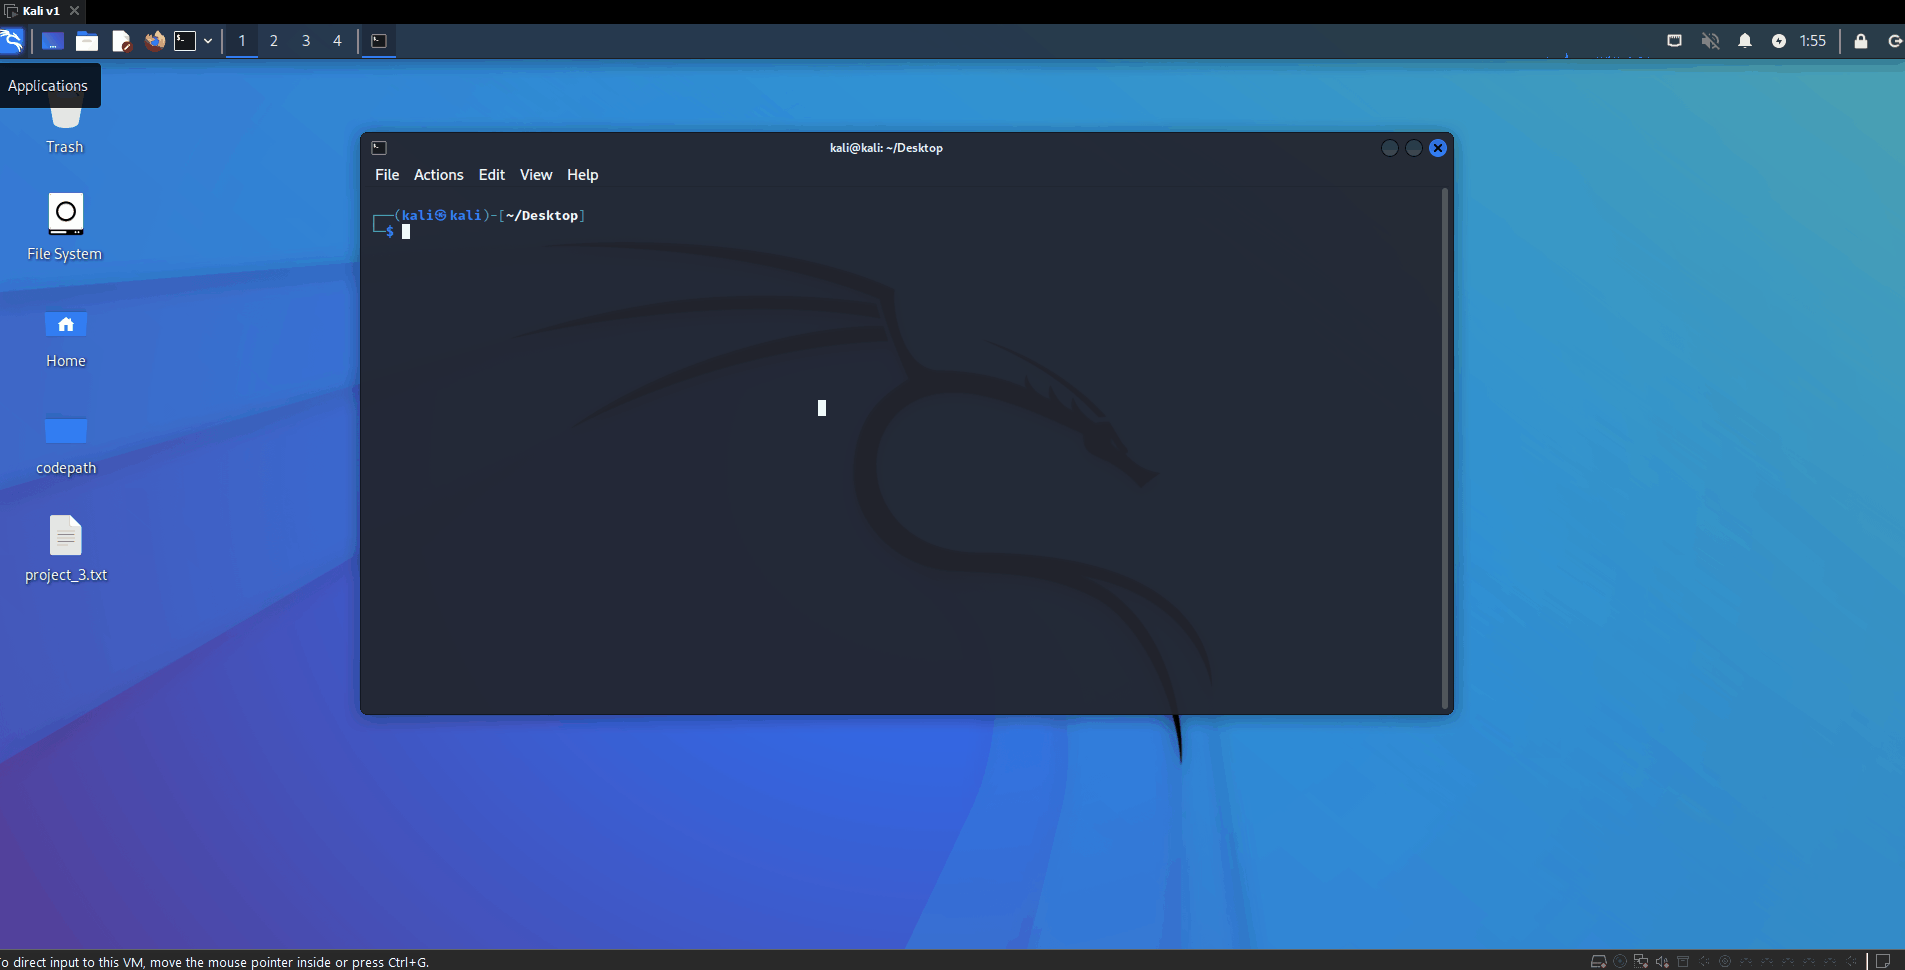 Kali v1
1 2 3 4
1:55
Applications
Trash
File System
Home
codepath
project_3.txt
kali@kali: ~/Desktop
File Actions Edit View Help
┌──(kali㉿kali)-[~/Desktop]
└─$
To direct input to this VM, move the mouse pointer inside or press Ctrl+G.